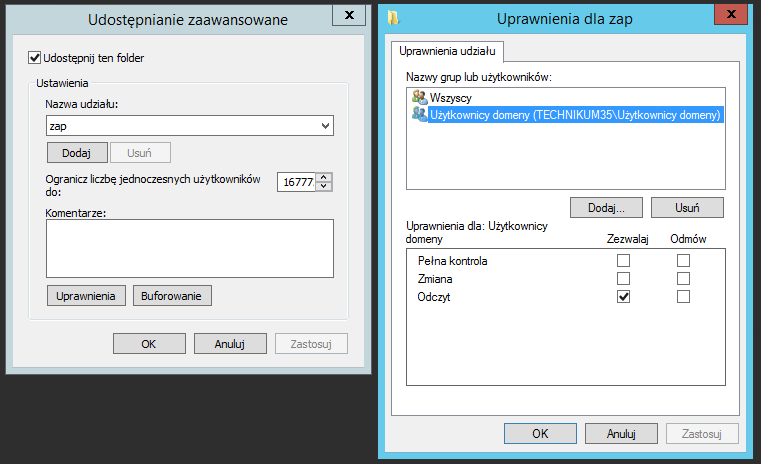 Udostępnianie zaawansowane
x
Udostępnij ten folder
Ustawienia
Nazwa udziału:
zap
Dodaj
Usuń
Ogranicz liczbę jednoczesnych użytkowników
do:
16777
Komentarze:
Uprawnienia
Buforowanie
OK
Anuluj
Zastosuj
Uprawnienia dla zap
x
Uprawnienia udziału
Nazwy grup lub użytkowników:
Wszyscy
Użytkownicy domeny (TECHNIKUM35\Użytkownicy domeny)
Dodaj...
Usuń
Uprawnienia dla: Użytkownicy
domeny
Zezwalaj
Odmów
Pełna kontrola
Zmiana
Odczyt
OK
Anuluj
Zastosuj